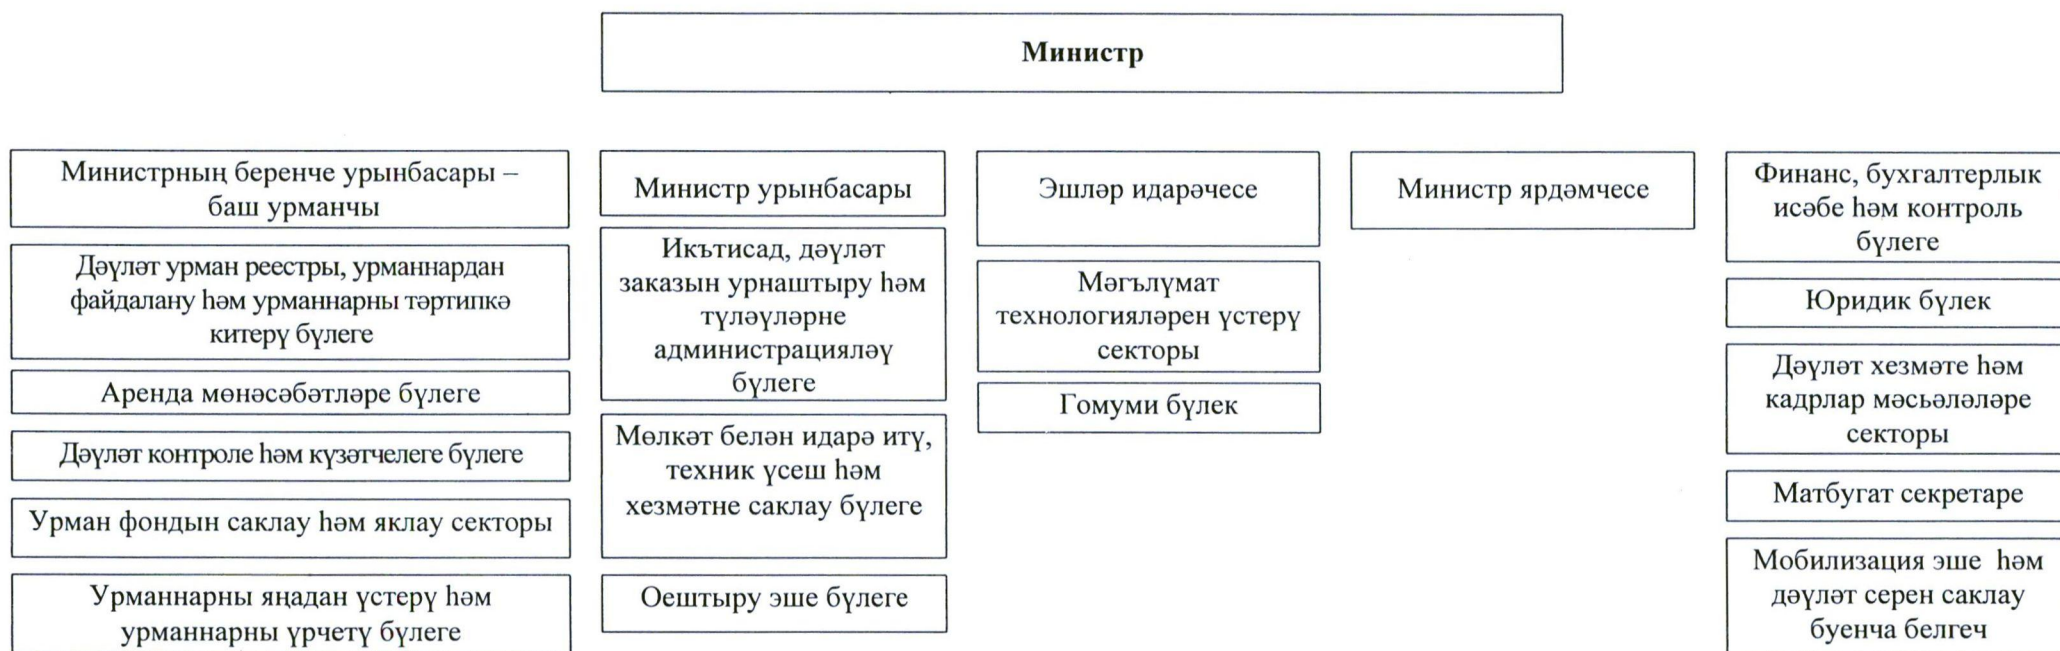 Министр
Министрның беренче урынбасары –
баш урманчы
Дәүләт урман реестры, урманнардан
файдалану һәм урманнарны тәртипкә
китерү бүлеге
Аренда мөнәсәбәтләре бүлеге
Дәүләт контроле һәм күзәтчелеге бүлеге
Урман фондын саклау һәм яклау секторы
Урманнарны яңадан үстерү һәм
урманнарны үрчетү бүлеге
Министр урынбасары
Икътисад, дәүләт
заказын урнаштыру һәм
түләүләрне
администрацияләү
бүлеге
Мөлкәт белән идарә итү,
техник үсеш һәм
хезмәтне саклау бүлеге
Оештыру эше бүлеге
Эшләр идарәчесе
Мәгълүмат
технологияләрен үстерү
секторы
Гомуми бүлек
Министр ярдәмчесе
Финанс, бухгалтерлык
исәбе һәм контроль
бүлеге
Юридик бүлек
Дәүләт хезмәте һәм
кадрлар мәсьәләләре
секторы
Матбугат секретаре
Мобилизация эше һәм
дәүләт серен саклау
буенча белгеч